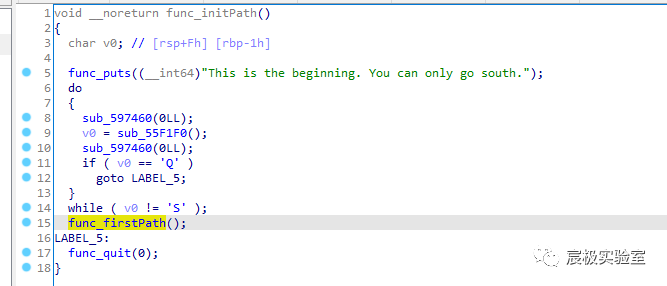 1 void __noreturn func_initPath()
2 {
3 char v0; // [rsp+Fh] [rbp-1h]
4
5 func_puts((__int64)"This is the beginning. You can only go south.");
6 do
7 {
8 sub_597460(0LL);
9 v0 = sub_55F1F0();
10 sub_597460(0LL);
11 if ( v0 == 'Q' )
12 goto LABEL_5;
13 }
14 while ( v0 != 'S' );
15 func_firstPath();
16 LABEL_5:
17 func_quit(0);
18 }
宸极实验室